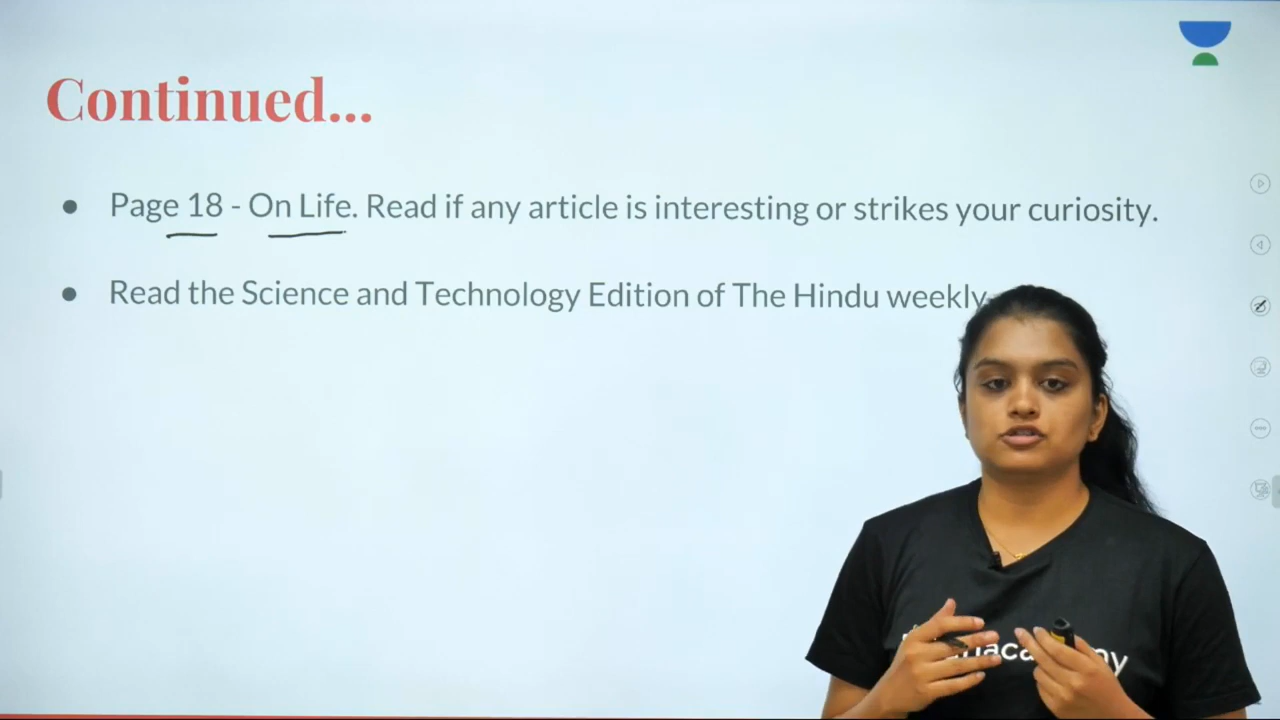 Continued...
● Page 18 - On Life. Read if any article is interesting or strikes your curiosity.
● Read the Science and Technology Edition of The Hindu weekly